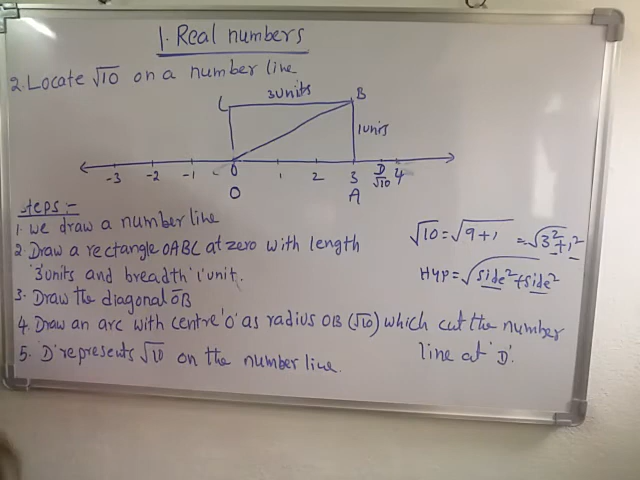 1. Real numbers
2. Locate √10 on a number line
3units
C B
1units
-3 -2 -1 0 1 2 3 D √10 4
O A
steps:-
1. we draw a number line
2. Draw a rectangle OABC at zero with length
'3'units and breadth '1'unit.
3. Draw the diagonal OB
4. Draw an arc with centre 'O' as radius OB (√10) which cut the number
line at 'D'.
5. 'D' represents √10 on the number line.
√10 = √9+1 = √3²+1²
Hyp = √side²+side²